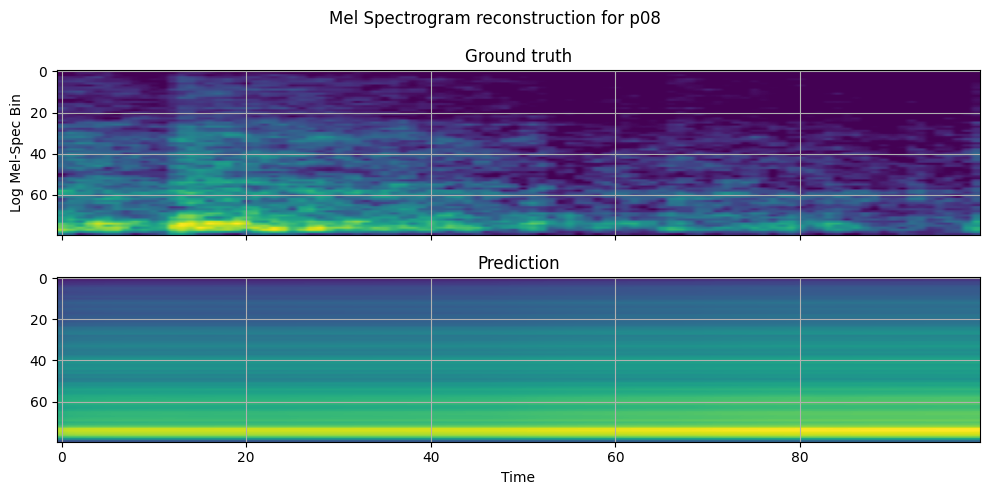 Mel Spectrogram reconstruction for p08
Ground truth
0
20
40
60
Log Mel-Spec Bin
Prediction
0
20
40
60
0 20 40 60 80
Time